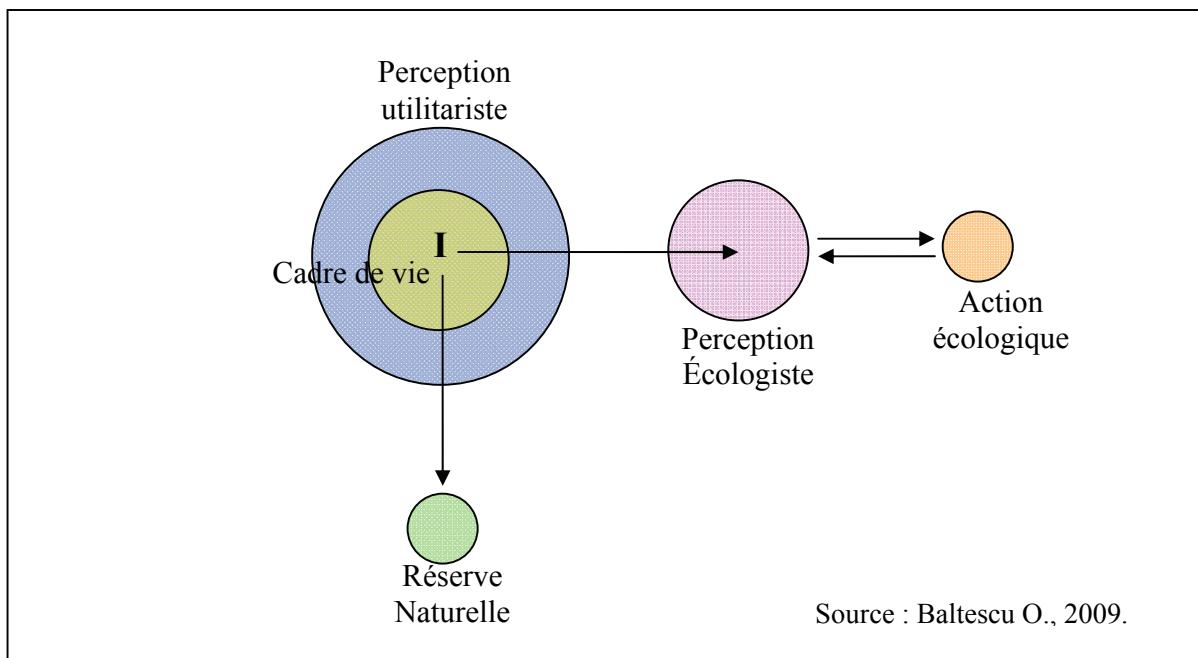 Perception
utilitariste
I
Cadre de vie
Perception
Écologiste
Action
écologique
Réserve
Naturelle
Source : Baltescu O., 2009.